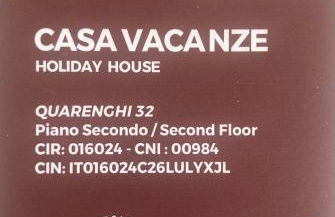 CASA VACANZE
HOLIDAY HOUSE
QUARENGHI 32
Piano Secondo / Second Floor
CIR: 016024 - CNI : 00984
CIN: IT016024C26LULYXJL